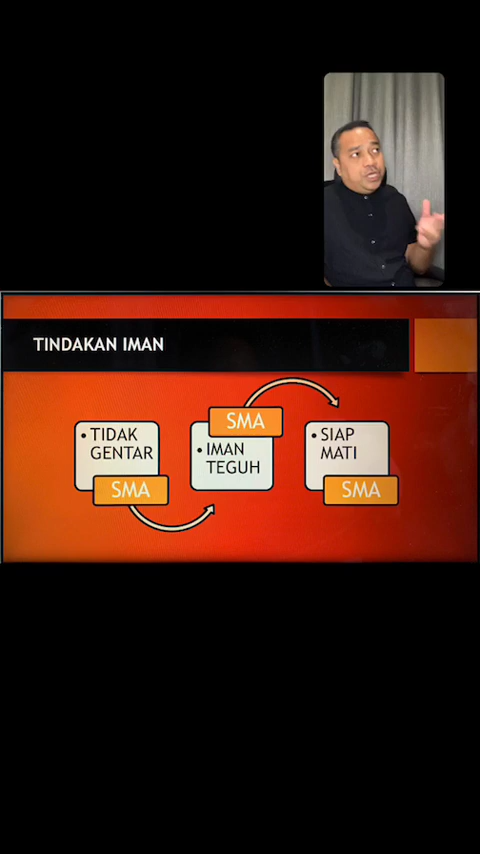 TINDAKAN IMAN
• TIDAK
GENTAR
SMA
SMA
• IMAN
TEGUH
• SIAP
MATI
SMA